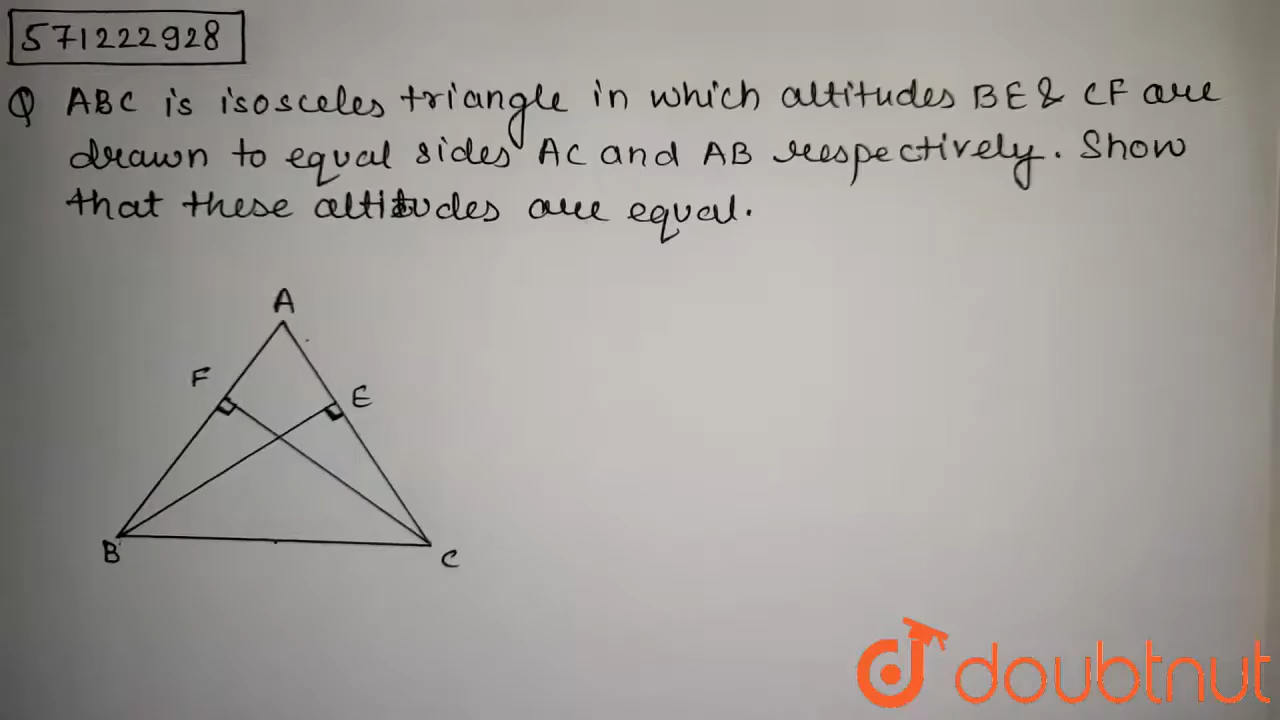 571222928
Q ABC is isosceles triangle in which altitudes BE & CF are
drawn to equal sides AC and AB respectively. Show
that these altitudes are equal.
A
F
E
B
C
doubtnut